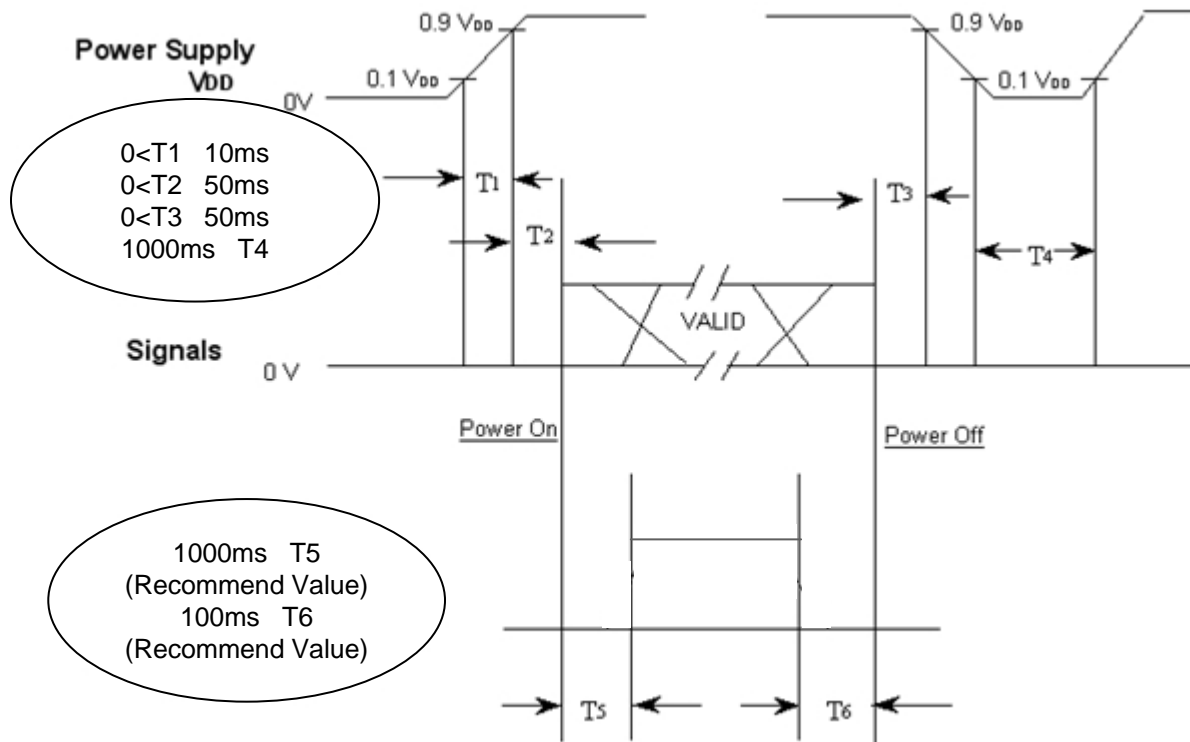 0.9 VDD
0.9 VDD
Power Supply
VDD
0.1 VDD
0.1 VDD
0V
0<T1 10ms
0<T2 50ms
0<T3 50ms
1000ms T4
T1
T3
T2
T4
VALID
Signals
0 V
Power On
Power Off
1000ms T5
(Recommend Value)
100ms T6
(Recommend Value)
T5
T6